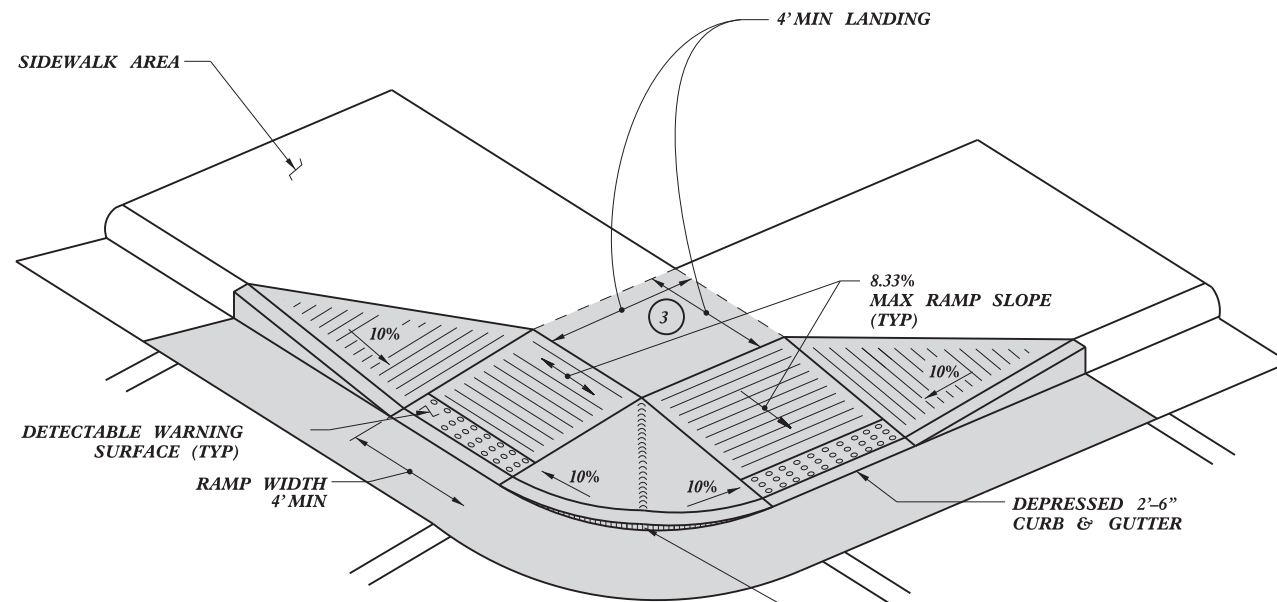 4' MIN LANDING
SIDEWALK AREA
8.33%
MAX RAMP SLOPE
(TYP)
3
10%
10%
DETECTABLE WARNING
SURFACE (TYP)
RAMP WIDTH
4' MIN
10%
10%
DEPRESSED 2'–6”
CURB & GUTTER